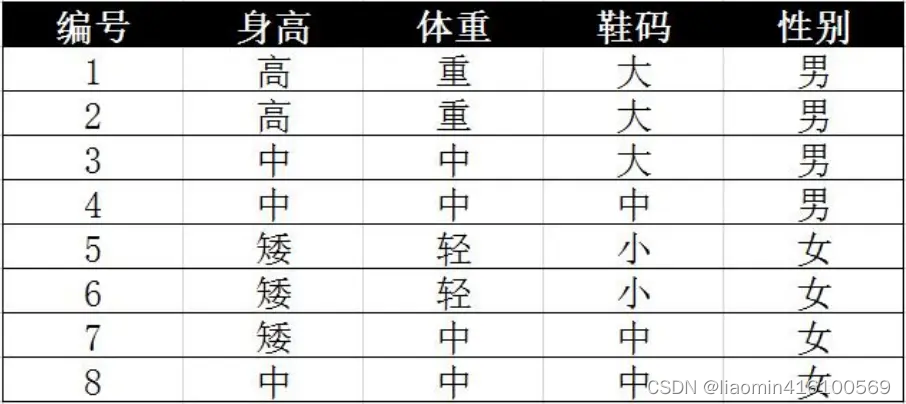 编号 身高 体重 鞋码 性别
1 高 重 大 男
2 高 重 大 男
3 中 中 大 男
4 中 中 中 男
5 矮 轻 小 女
6 矮 轻 小 女
7 矮 中 中 女
8 中 中 中 女
CSDN @liaomin416100569